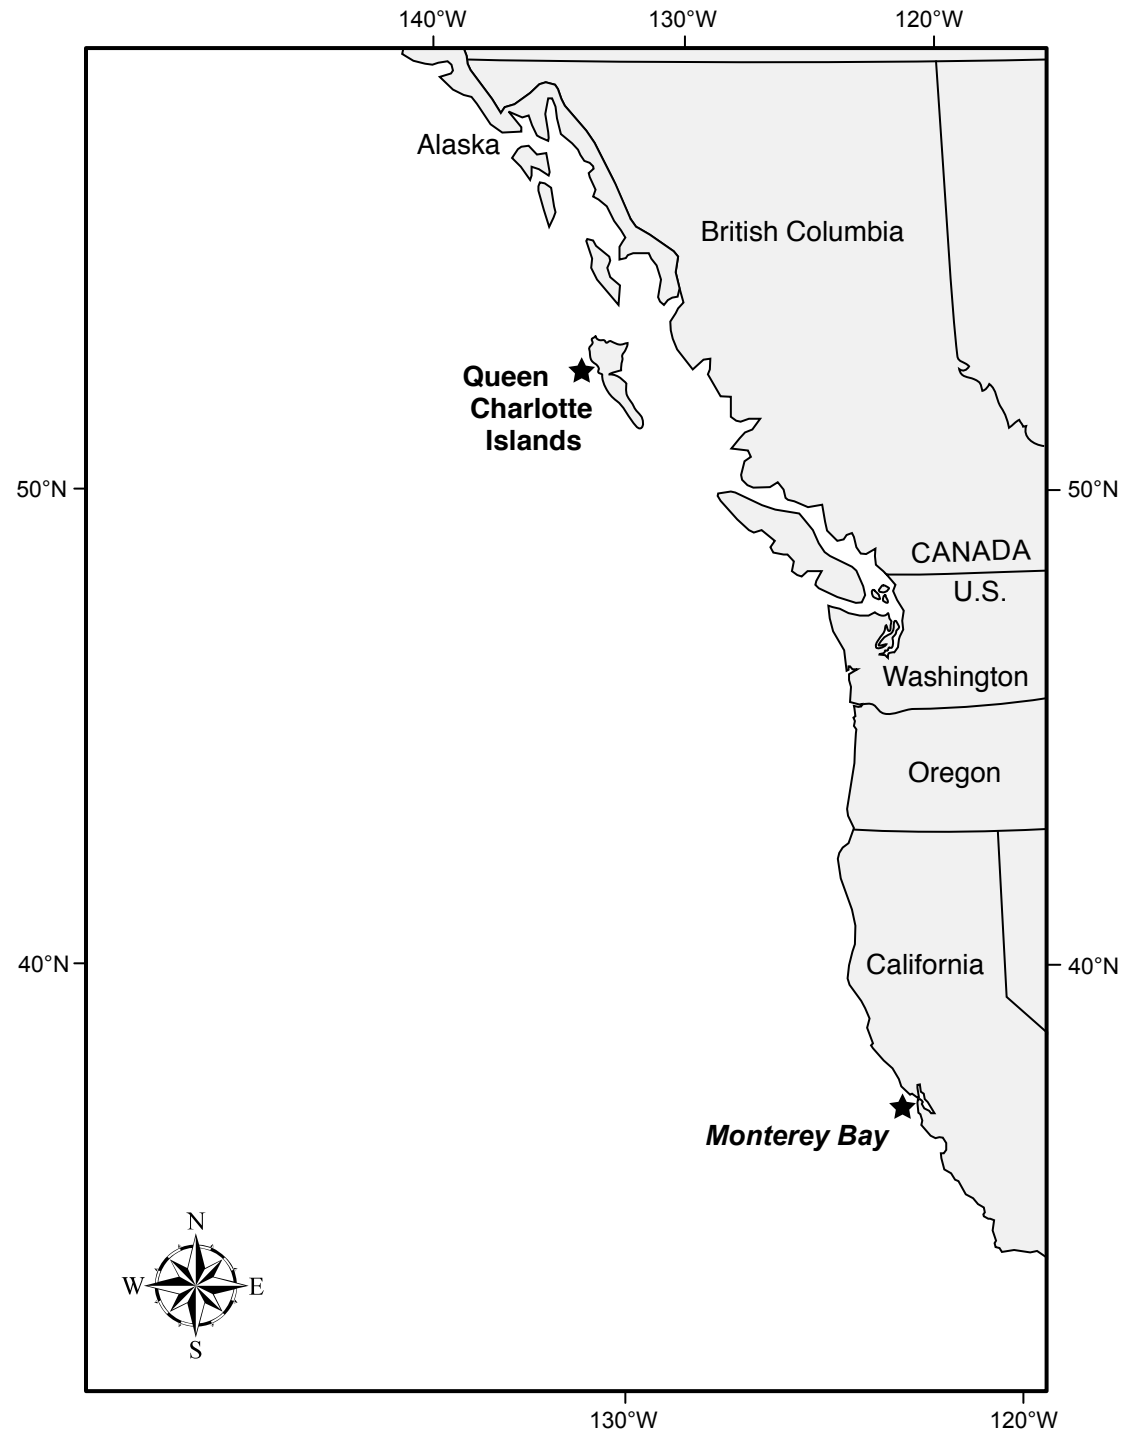 140°W 130°W 120°W
Alaska
British Columbia
Queen
Charlotte
Islands
50°N 50°N
CANADA
U.S.
Washington
Oregon
40°N 40°N
California
Monterey Bay
N
W E
S
130°W 120°W